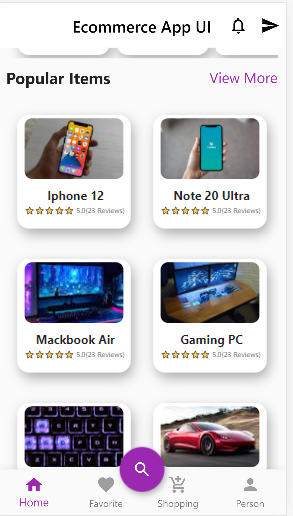 Ecommerce App UI
Popular Items View More
Iphone 12
5.0(23 Reviews)
Note 20 Ultra
5.0(23 Reviews)
Mackbook Air
5.0(23 Reviews)
Gaming PC
5.0(23 Reviews)
Home Favorite Shopping Person